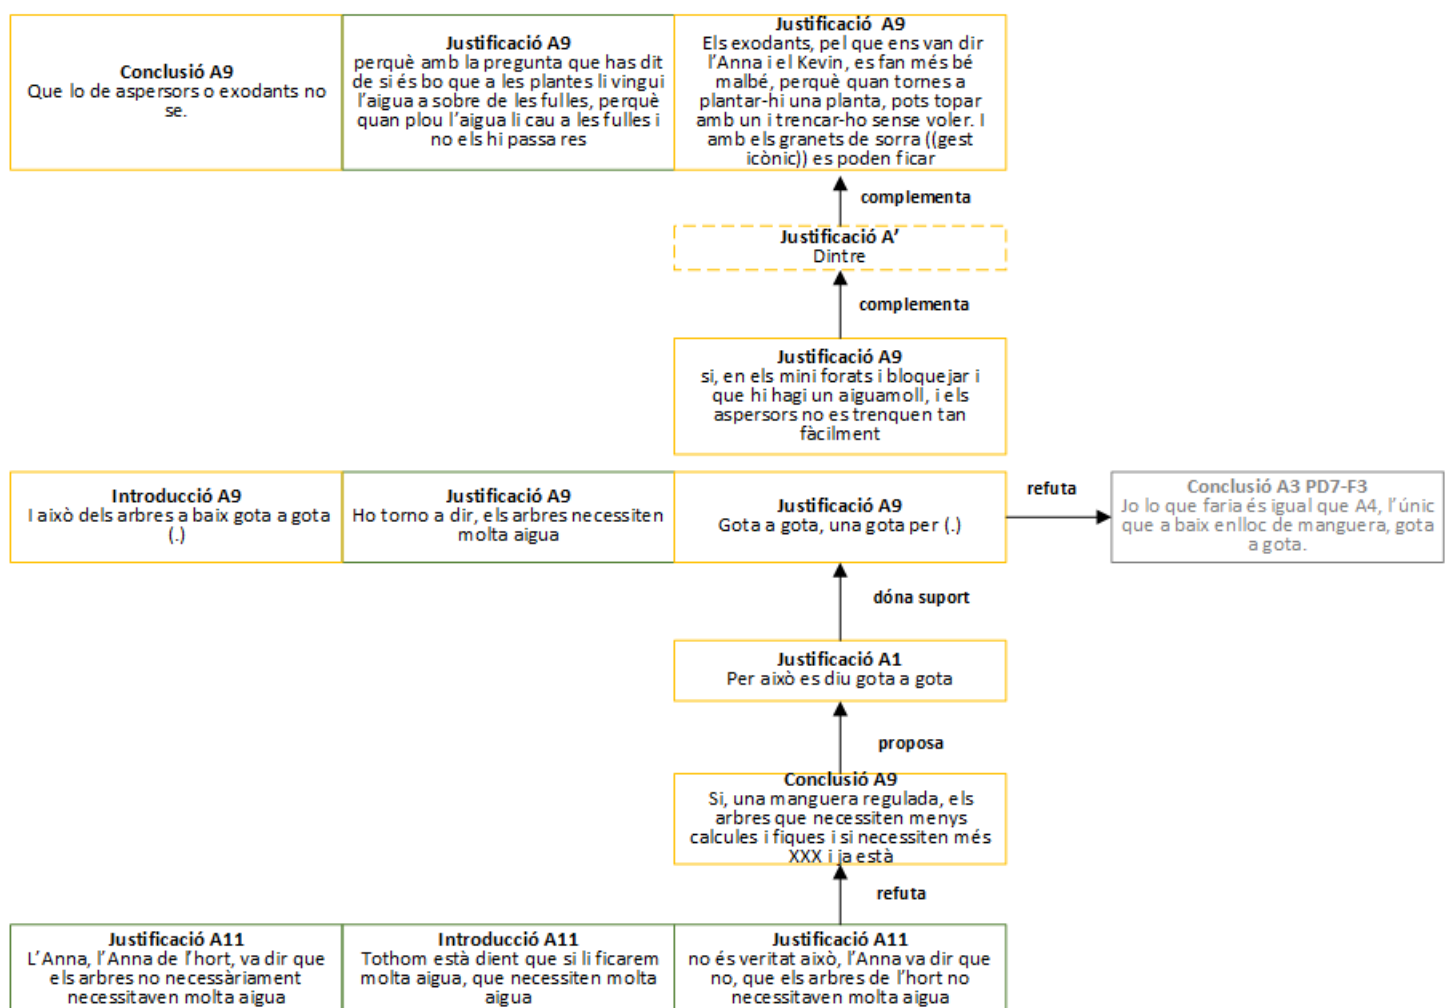 Conclusió A9
Que lo de aspersors o exodants no
se.
Justificació A9
perquè amb la pregunta que has dit
de si és bo que a les plantes li vingui
l'aigua a sobre de les fulles, perquè
quan plou l'aigua li cau a les fulles i
no els hi passa res
Justificació A9
Els exodants, pel que ens van dir
l'Anna i el Kevin, es fan més bé
malbé, perquè quan tornes a
plantar-hi una planta, pots topar
amb un i trencar-ho sense voler. I
amb els granets de sorra ((gest
icònic)) es poden ficar
complementa
Justificació A'
Dintre
complementa
Justificació A9
si, en els mini forats i bloquejar i
que hi hagi un aiguamoll, i els
aspersors no es trenquen tan
fàcilment
Introducció A9
I això dels arbres a baix gota a gota
(.)
Justificació A9
Ho torno a dir, els arbres necessiten
molta aigua
Justificació A9
Gota a gota, una gota per (.)
refuta
Conclusió A3 PD7-F3
Jo lo que faria és igual que A4, l'únic
que a baix enlloc de manguera, gota
a gota.
dóna suport
Justificació A1
Per això es diu gota a gota
proposa
Conclusió A9
Si, una manguera regulada, els
arbres que necessiten menys
calcules i fiques i si necessiten més
XXX i ja està
refuta
Justificació A11
L'Anna, l'Anna de l'hort, va dir que
els arbres no necessàriament
necessitaven molta aigua
Introducció A11
Tothom està dient que si li ficarem
molta aigua, que necessiten molta
aigua
Justificació A11
no és veritat això, l'Anna va dir que
no, que els arbres de l'hort no
necessitaven molta aigua